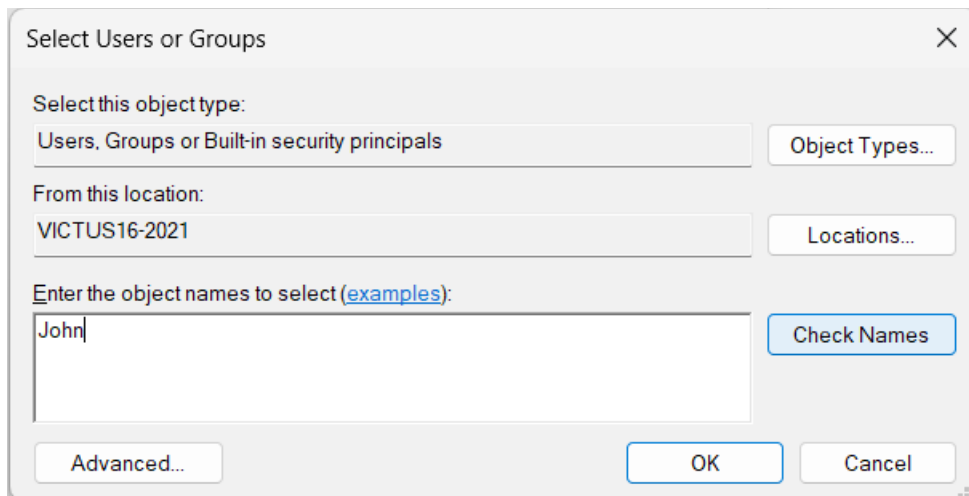 Select Users or Groups
Select this object type:
Users, Groups or Built-in security principals
Object Types...
From this location:
VICTUS16-2021
Locations...
Enter the object names to select (examples):
John
Check Names
Advanced...
OK
Cancel